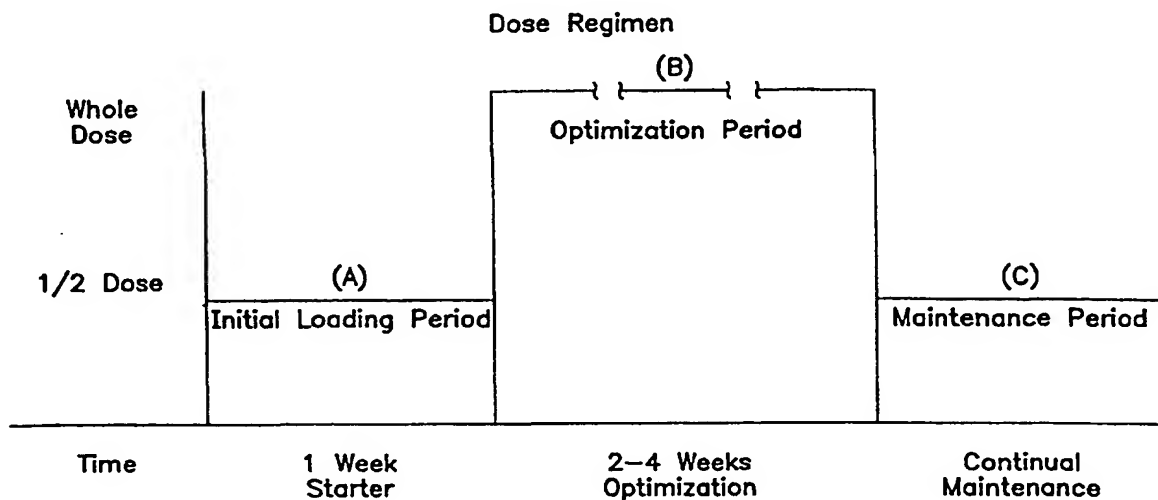 Dose Regimen
(B)
Whole
Dose
Optimization Period
1/2 Dose
(A)
(C)
Initial Loading Period
Maintenance Period
Time
1 Week
Starter
2-4 Weeks
Optimization
Continual
Maintenance